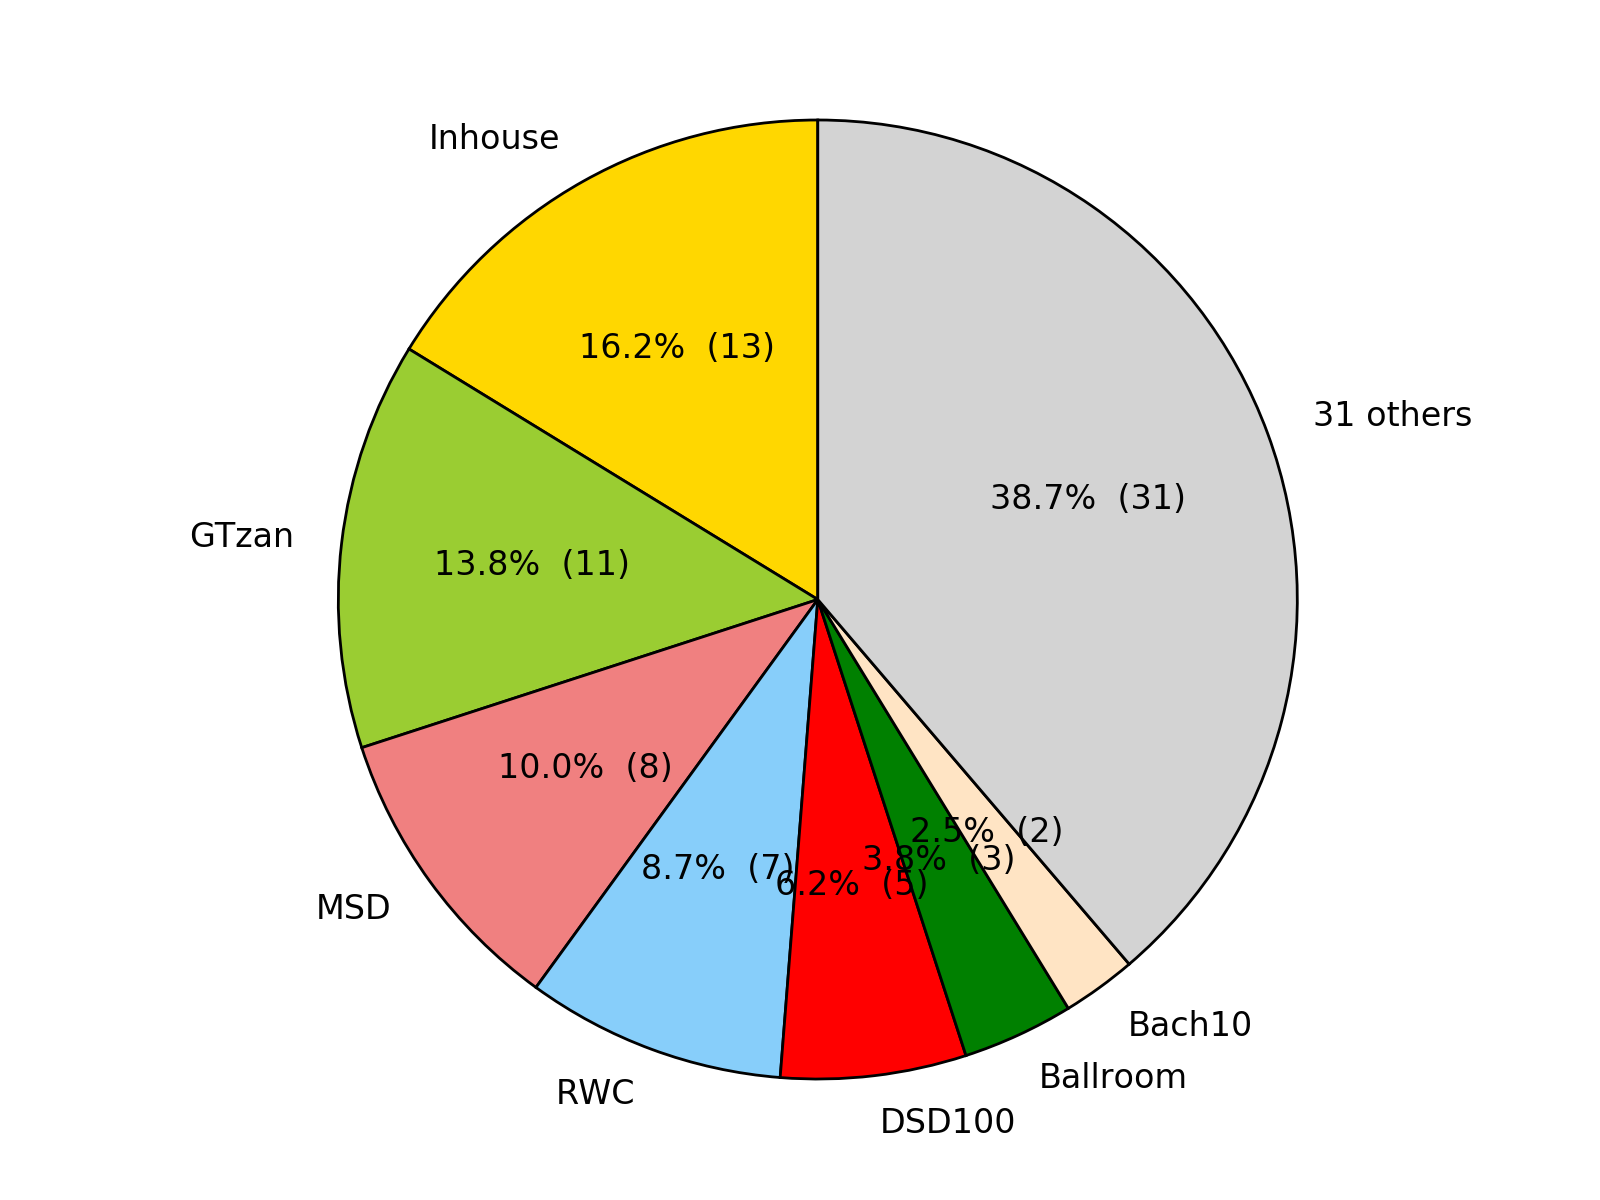 Inhouse
16.2%  (13)
31 others
38.7%  (31)
GTzan
13.8%  (11)
10.0%  (8)
MSD
2.5%  (2)
3.8%  (3)
8.7%  (7)
6.2%  (5)
Bach10
Ballroom
RWC
DSD100